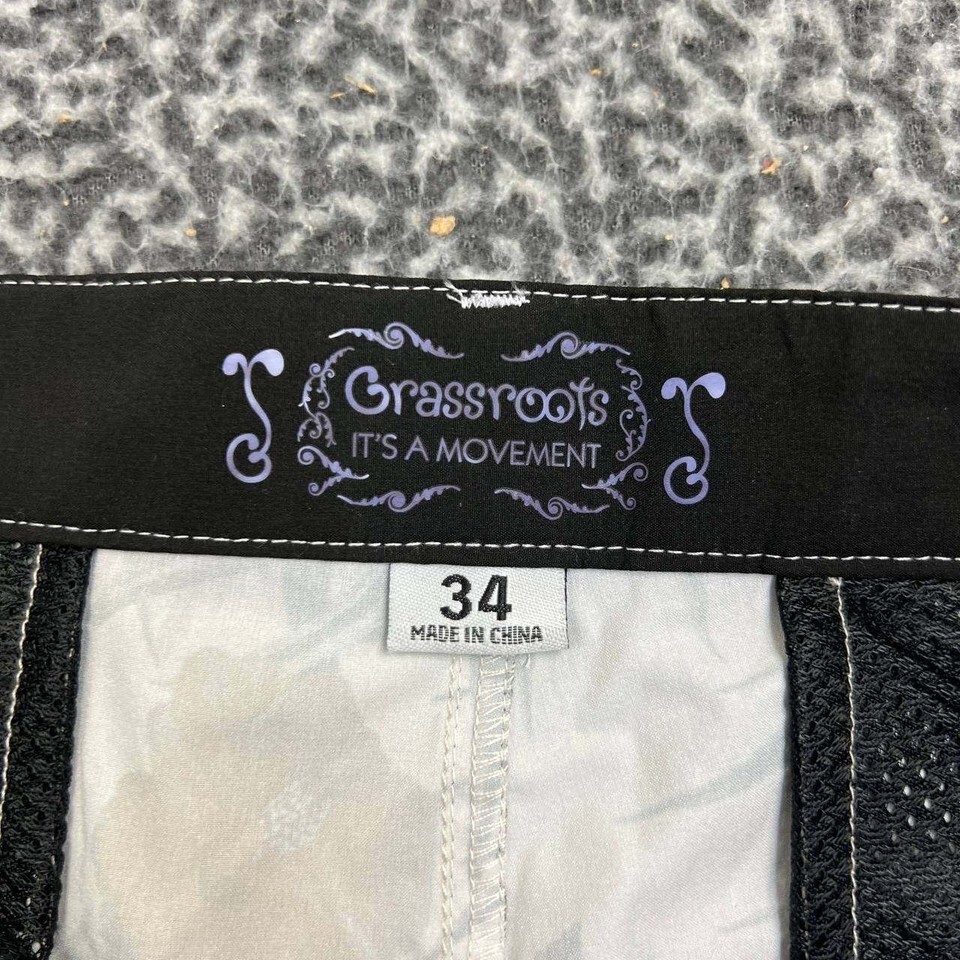 Grassroots
IT'S A MOVEMENT
34
MADE IN CHINA